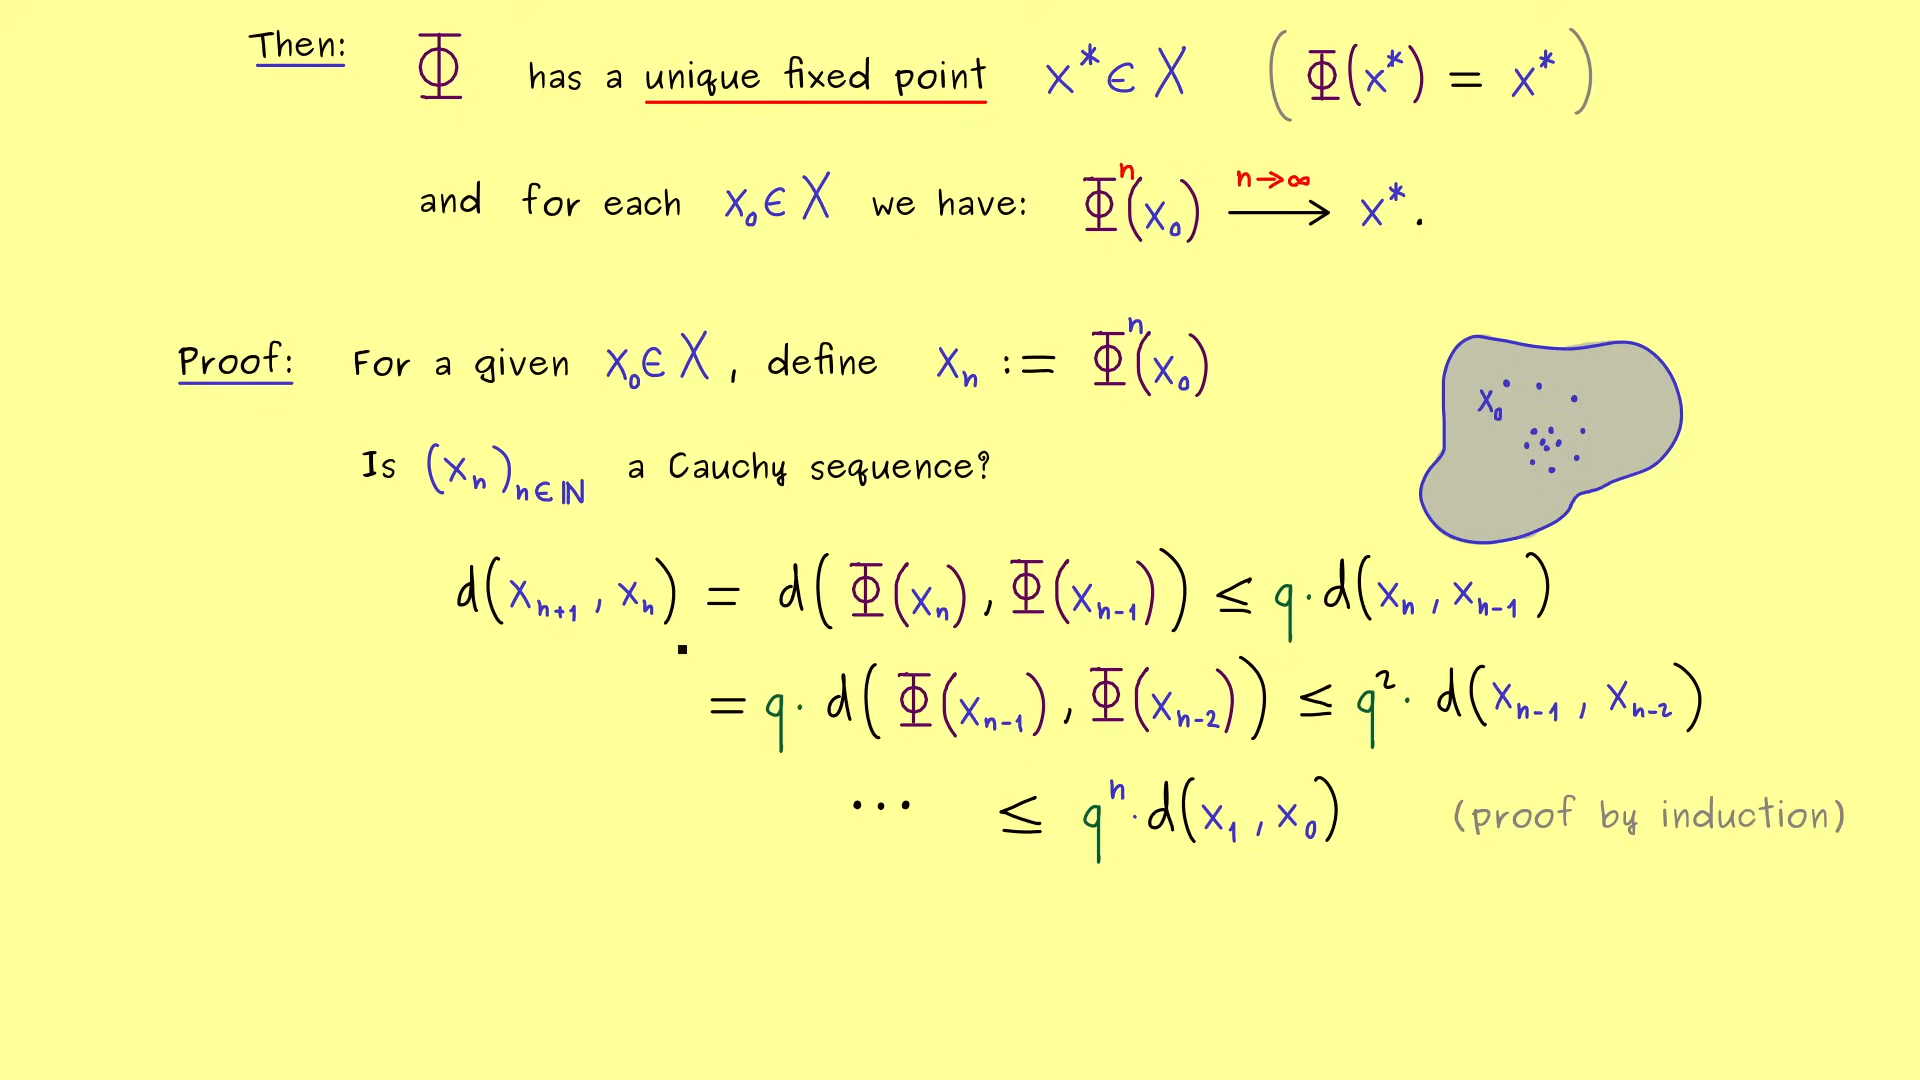 Then: Φ has a unique fixed point x* ∈ X (Φ(x*) = x*)
and for each x₀ ∈ X we have: Φⁿ(x₀) ⟶ x*. n→∞
Proof: For a given x₀ ∈ X, define xₙ := Φⁿ(x₀)
x₀
Is (xₙ)ₙ∈ℕ a Cauchy sequence?
d(xₙ₊₁, xₙ) = d(Φ(xₙ), Φ(xₙ₋₁)) ≤ q · d(xₙ, xₙ₋₁)
= q · d(Φ(xₙ₋₁), Φ(xₙ₋₂)) ≤ q² · d(xₙ₋₁, xₙ₋₂)
... ≤ qⁿ · d(x₁, x₀) (proof by induction)